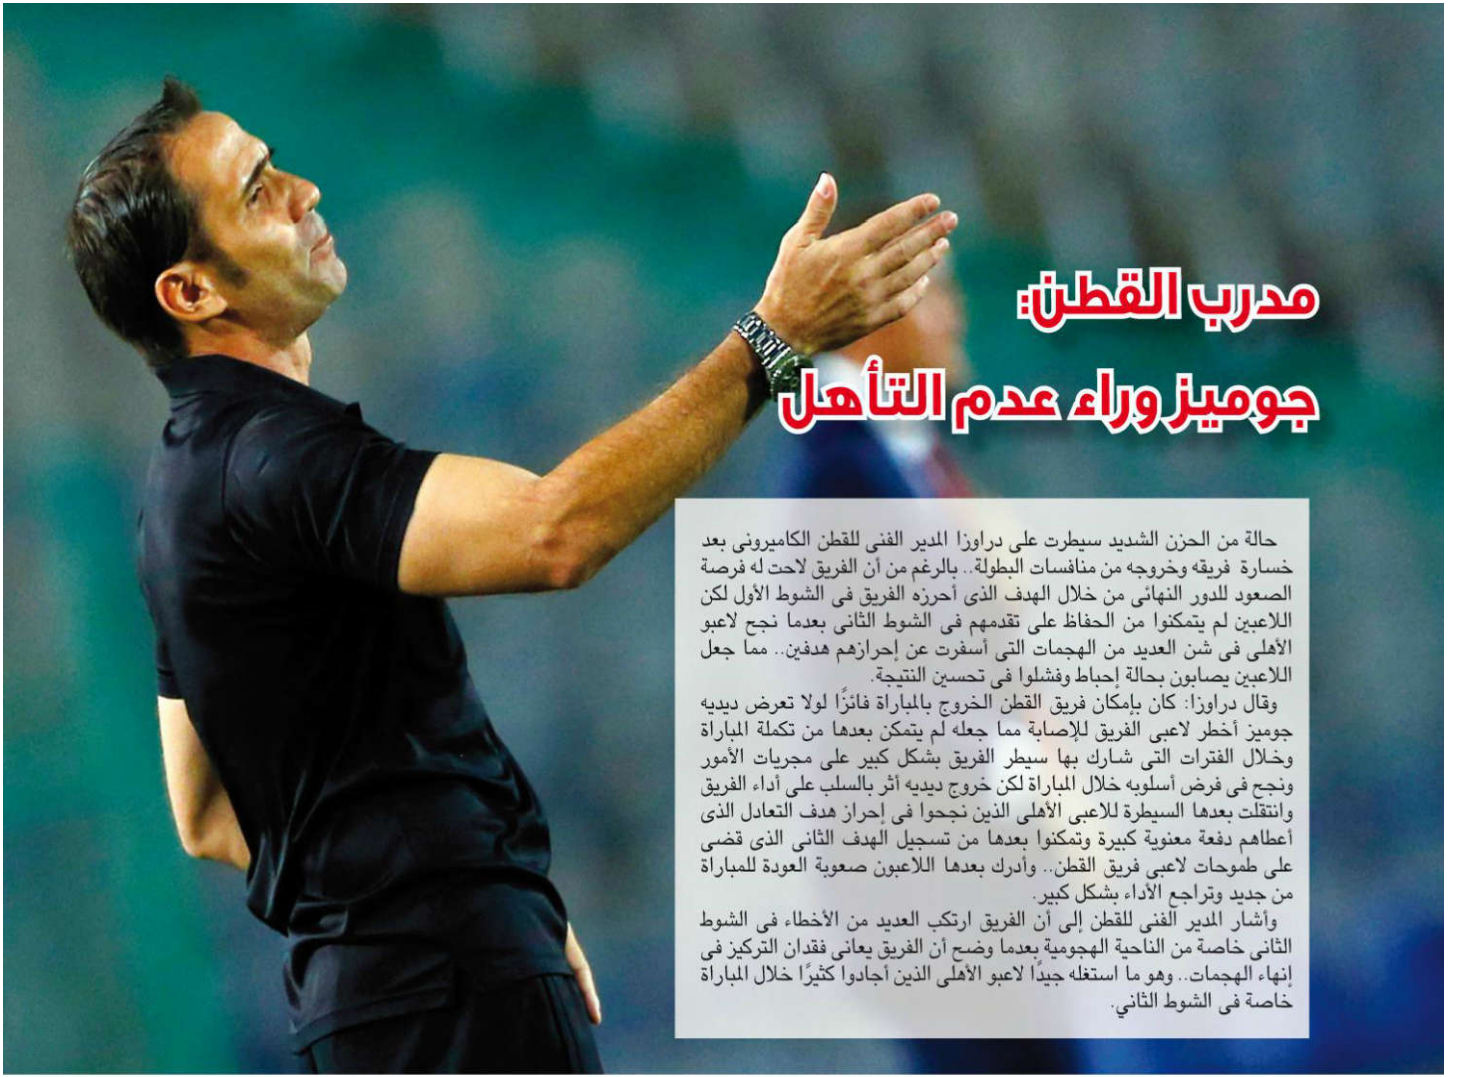 مدرب القطن:
جوميز وراء عدم التأهل
حالة من الحزن الشديد سيطرت على دراوزا المدير الفنى للقطن الكاميرونى بعد
خسارة فريقه وخروجه من منافسات البطولة.. بالرغم من أن الفريق لاحت له فرصة
الصعود للدور النهائى من خلال الهدف الذى أحرزه الفريق فى الشوط الأول لكن
اللاعبين لم يتمكنوا من الحفاظ على تقدمهم فى الشوط الثانى بعدما نجح لاعبو
الأهلى فى شن العديد من الهجمات التى أسفرت عن إحرازهم هدفين.. مما جعل
اللاعبين يصابون بحالة إحباط وفشلوا فى تحسين النتيجة.
وقال دراوزا: كان بإمكان فريق القطن الخروج بالمباراة فائزًا لولا تعرض ديديه
جوميز أخطر لاعبى الفريق للإصابة مما جعله لم يتمكن بعدها من تكملة المباراة
وخلال الفترات التى شارك بها سيطر الفريق بشكل كبير على مجريات الأمور
ونجح فى فرض أسلوبه خلال المباراة لكن خروج ديديه أثر بالسلب على أداء الفريق
وانتقلت بعدها السيطرة للاعبى الأهلى الذين نجحوا فى إحراز هدف التعادل الذى
أعطاهم دفعة معنوية كبيرة وتمكنوا بعدها من تسجيل الهدف الثانى الذى قضى
على طموحات لاعبى فريق القطن.. وأدرك بعدها اللاعبون صعوبة العودة للمباراة
من جديد وتراجع الأداء بشكل كبير.
وأشار المدير الفنى للقطن إلى أن الفريق ارتكب العديد من الأخطاء فى الشوط
الثانى خاصة من الناحية الهجومية بعدما وضح أن الفريق يعانى فقدان التركيز فى
إنهاء الهجمات.. وهو ما استغله جيدًا لاعبو الأهلى الذين أجادوا كثيرًا خلال المباراة
خاصة فى الشوط الثاني.